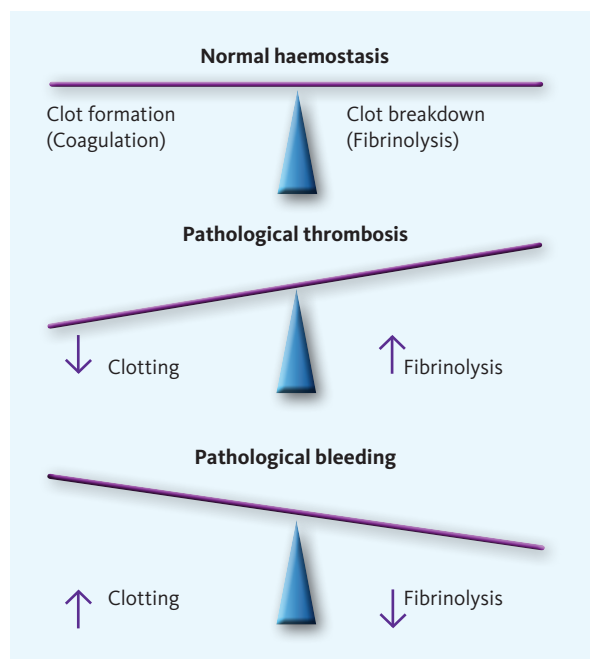 Normal haemostasis
Clot formation
(Coagulation)
Clot breakdown
(Fibrinolysis)
Pathological thrombosis
↓ Clotting
↑ Fibrinolysis
Pathological bleeding
↑ Clotting
↓ Fibrinolysis